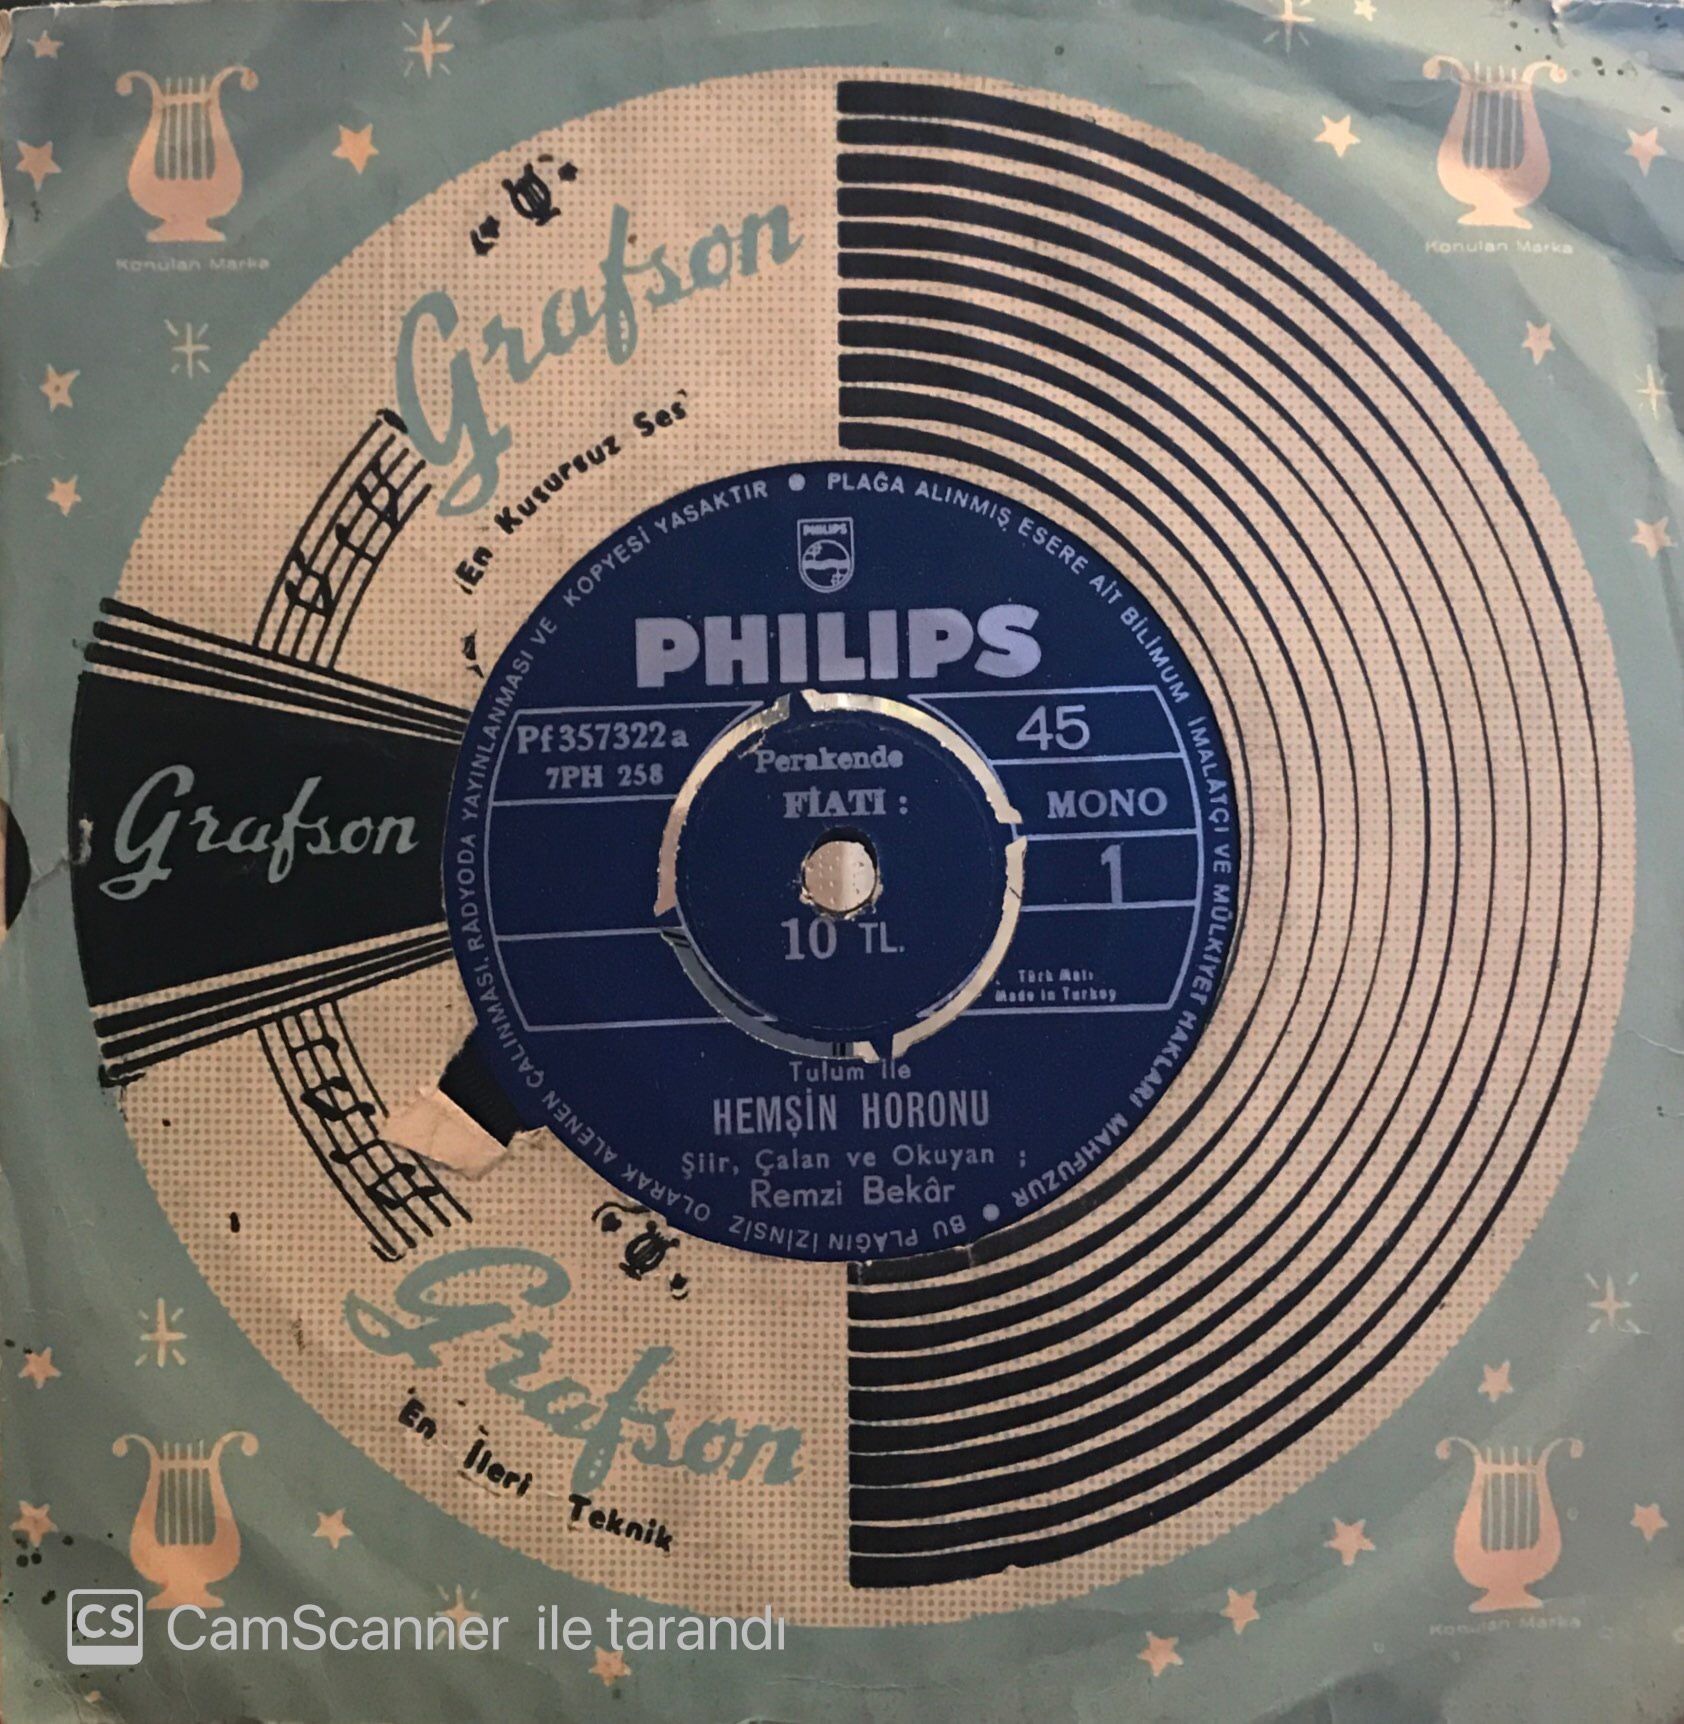 Konulan Marka
Konulan Marka
Grafson
'En Kusursuz Ses'
PLAĞA ALINMIŞ ESERE AİT BİLİMUM İMALÂTÇI VE MÜLKİYET HAKLARI MAHFUZUR ● BU PLAĞIN İZİNSİZ OLARAK ALENEN ÇALINMASI. RADYODA YAYINLANMASI VE KOPYESİ YASAKTIR ●
PHILIPS
PHILIPS
Pf 357322 a
7PH 258
45
MONO
1
Perakende
FİATI :
10 TL.
Türk Malı
Made in Turkey
Tulum İle
HEMŞİN HORONU
Şiir, Çalan ve Okuyan ;
Remzi Bekâr
Grafson
Grafson
En İleri Teknik
Konulan Marka
CS CamScanner ile tarandı